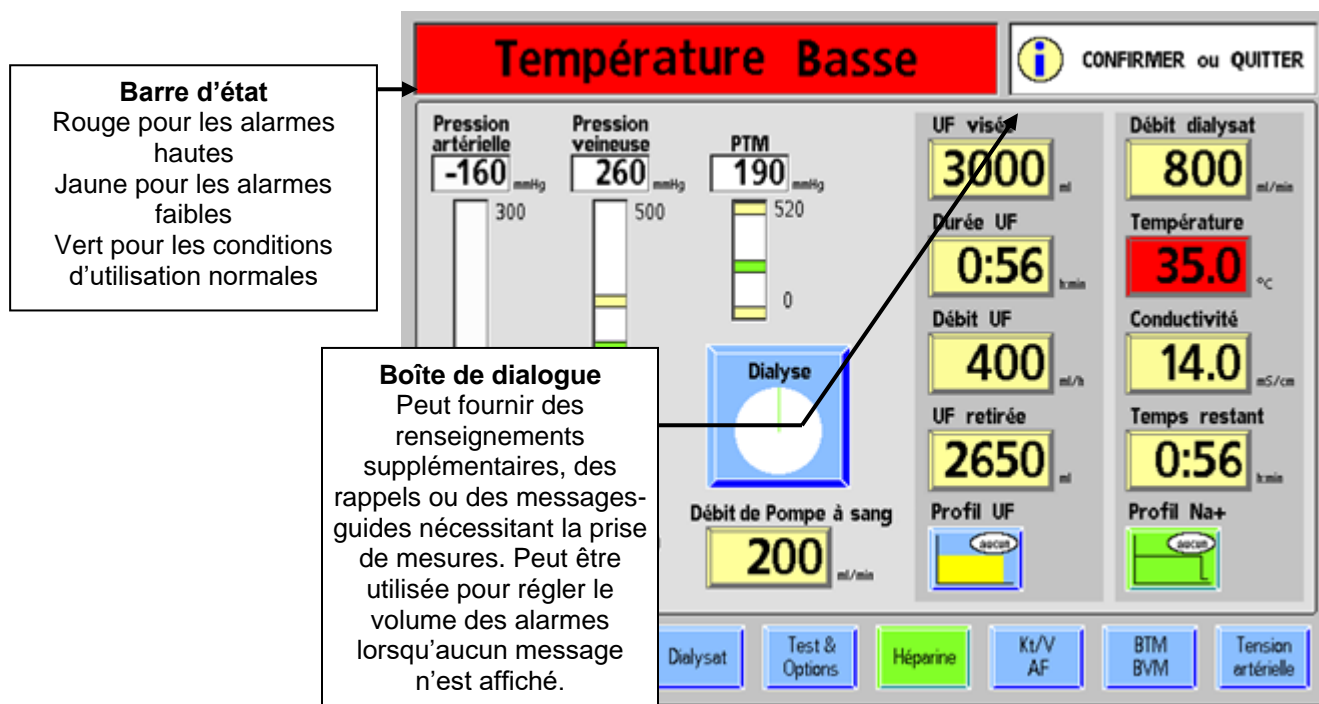 Température Basse
CONFIRMER ou QUITTER
Barre d'état
Rouge pour les alarmes
hautes
Jaune pour les alarmes
faibles
Vert pour les conditions
d'utilisation normales
Pression
artérielle
-160 mmHg
300
Pression
veineuse
260 mmHg
500
PTM
190 mmHg
520
0
UF visée
3000 ml
Débit dialysat
800 ml/min
Durée UF
0:56 h:min
Température
35.0 °C
Débit UF
400 ml/h
Conductivité
14.0 mS/cm
UF retirée
2650 ml
Temps restant
0:56 h:min
Profil UF
aucun
Profil Na+
aucun
Dialyse
Débit de Pompe à sang
200 ml/min
Boîte de dialogue
Peut fournir des
renseignements
supplémentaires, des
rappels ou des messages-
guides nécessitant la prise
de mesures. Peut être
utilisée pour régler le
volume des alarmes
lorsqu'aucun message
n'est affiché.
Dialysat
Test &
Options
Héparine
Kt/V
AF
BTM
BVM
Tension
artérielle